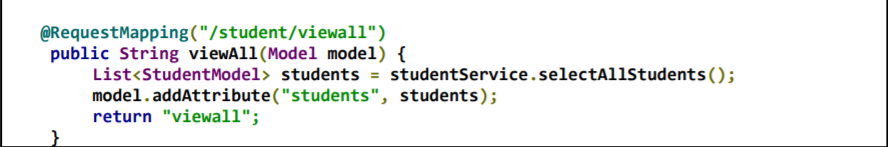 @RequestMapping("/student/viewall")
public String viewAll(Model model) {
List<StudentModel> students = studentService.selectAllStudents();
model.addAttribute("students", students);
return "viewall";
}